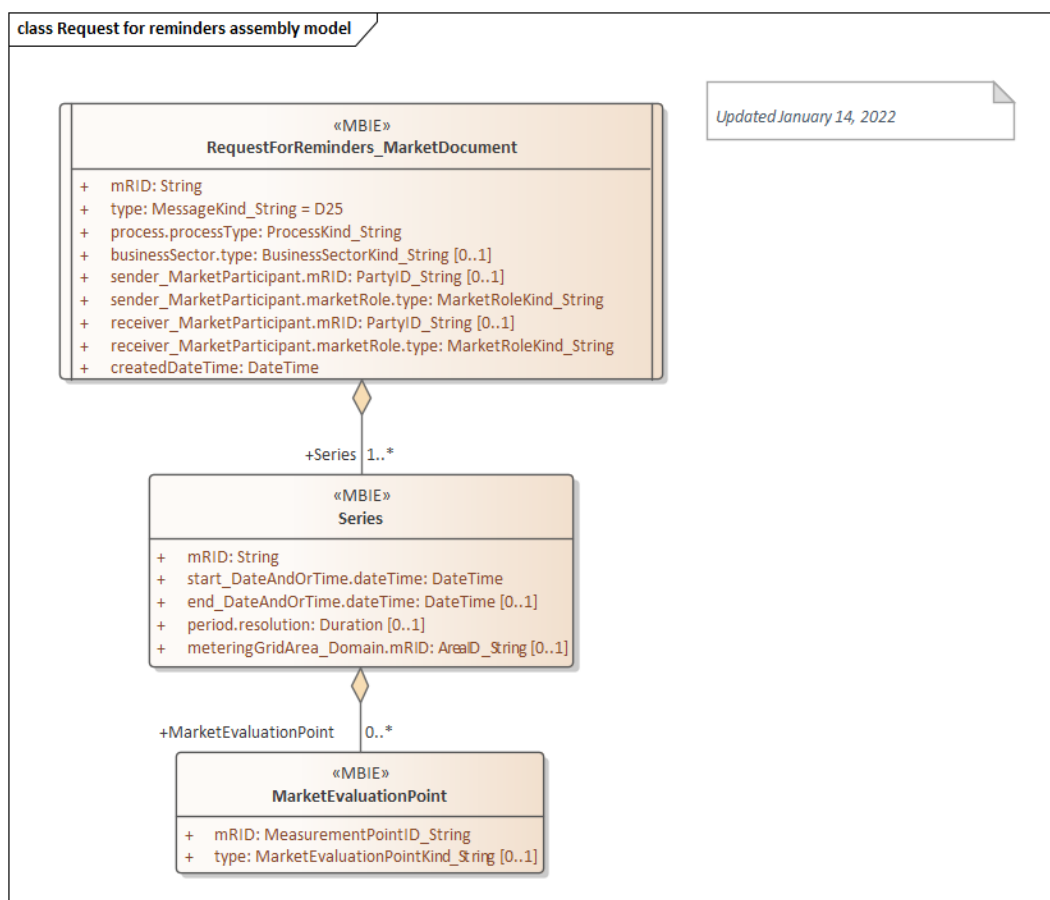 class Request for reminders assembly model
Updated January 14, 2022
«MBIE»
RequestForReminders_MarketDocument
+ mRID: String
+ type: MessageKind_String = D25
+ process.processType: ProcessKind_String
+ businessSector.type: BusinessSectorKind_String [0..1]
+ sender_MarketParticipant.mRID: PartyID_String [0..1]
+ sender_MarketParticipant.marketRole.type: MarketRoleKind_String
+ receiver_MarketParticipant.mRID: PartyID_String [0..1]
+ receiver_MarketParticipant.marketRole.type: MarketRoleKind_String
+ createdDateTime: DateTime
+Series 1..*
«MBIE»
Series
+ mRID: String
+ start_DateAndOrTime.dateTime: DateTime
+ end_DateAndOrTime.dateTime: DateTime [0..1]
+ period.resolution: Duration [0..1]
+ meteringGridArea_Domain.mRID: AreaID_String [0..1]
+MarketEvaluationPoint 0..*
«MBIE»
MarketEvaluationPoint
+ mRID: MeasurementPointID_String
+ type: MarketEvaluationPointKind_String [0..1]